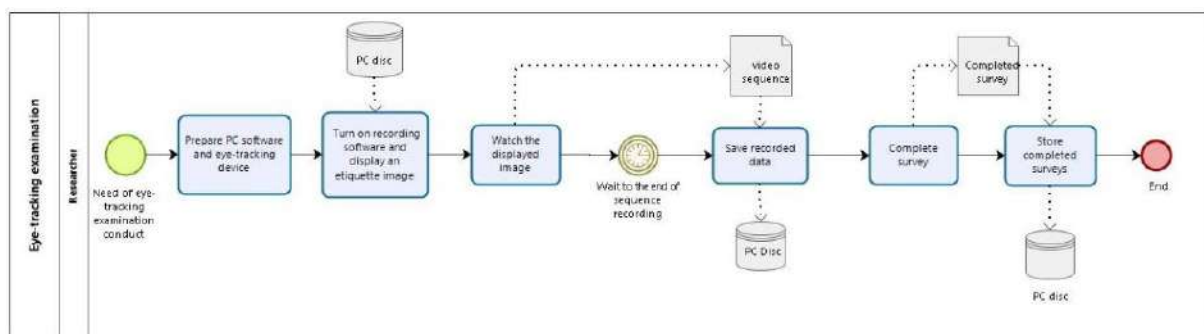 Eye-tracking examination
Researcher
Need of eye-
tracking
examination
conduct
Prepare PC software
and eye-tracking
device
PC disc
Turn on recording
software and
display an
etiquette image
Watch the
displayed
image
Wait to the end of
sequence
recording
video
sequence
Save recorded
data
PC Disc
Complete
survey
Completed
survey
Store
completed
surveys
PC disc
End